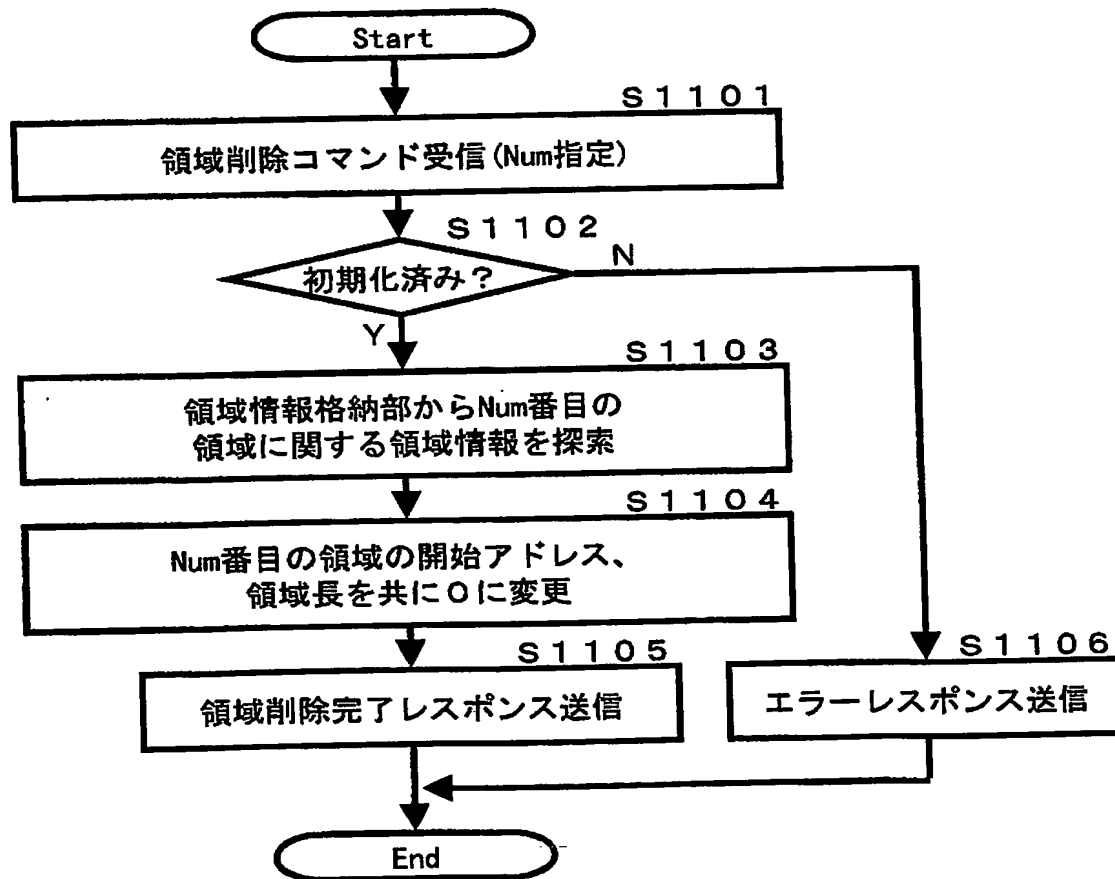 Start
S1101
領域削除コマンド受信(Num指定)
S1102
初期化済み?
N
Y
S1103
領域情報格納部からNum番目の
領域に関する領域情報を探索
S1104
Num番目の領域の開始アドレス、
領域長を共に0に変更
S1105
領域削除完了レスポンス送信
S1106
エラーレスポンス送信
End